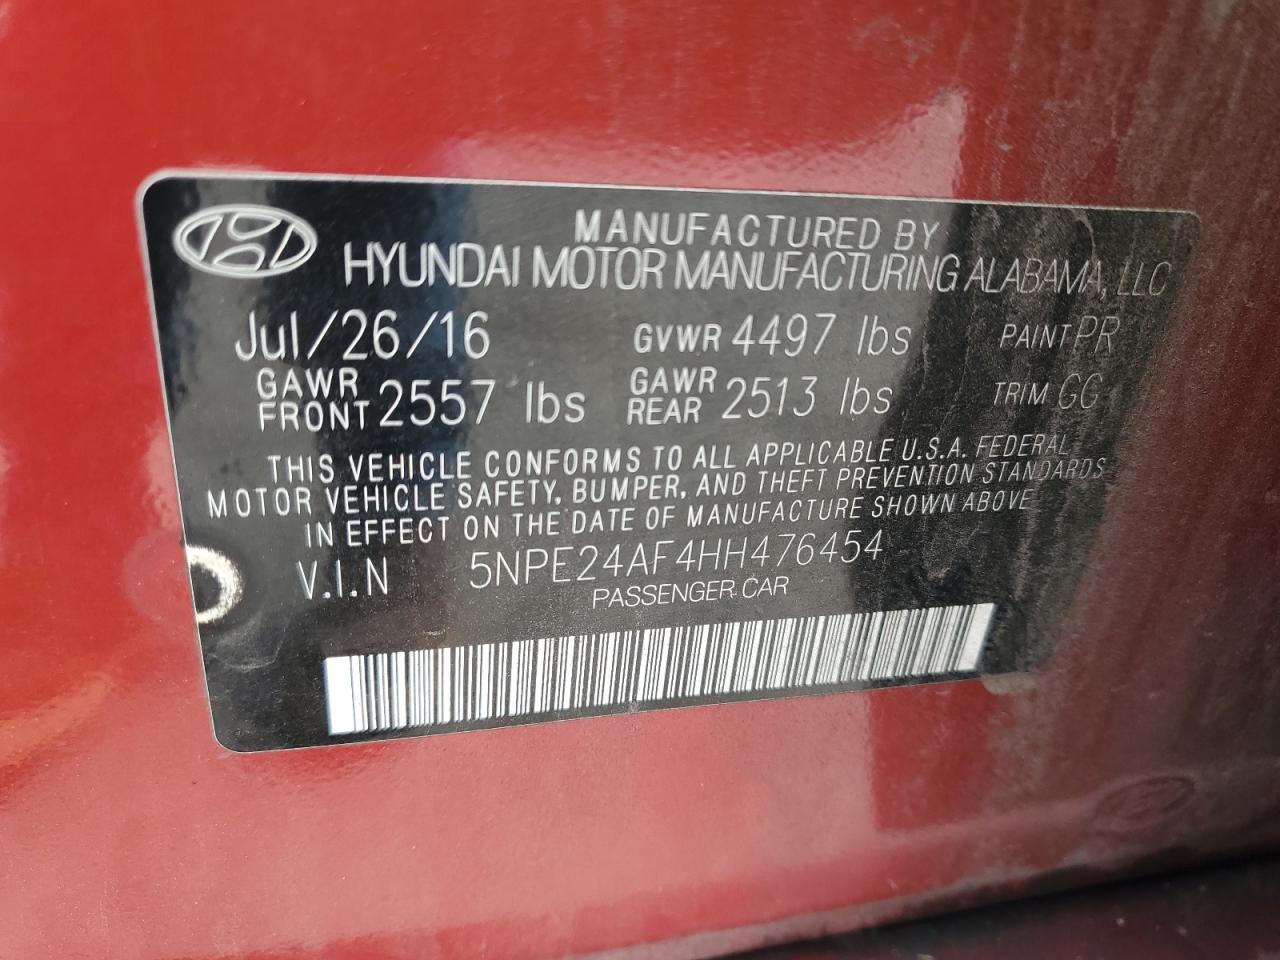 MANUFACTURED BY
HYUNDAI MOTOR MANUFACTURING ALABAMA, LLC
Jul/26/16 GVWR 4497 lbs PAINT PR
GAWR FRONT 2557 lbs GAWR REAR 2513 lbs TRIM GG
THIS VEHICLE CONFORMS TO ALL APPLICABLE U.S.A. FEDERAL
MOTOR VEHICLE SAFETY, BUMPER, AND THEFT PREVENTION STANDARDS
IN EFFECT ON THE DATE OF MANUFACTURE SHOWN ABOVE
V.I.N 5NPE24AF4HH476454
PASSENGER CAR